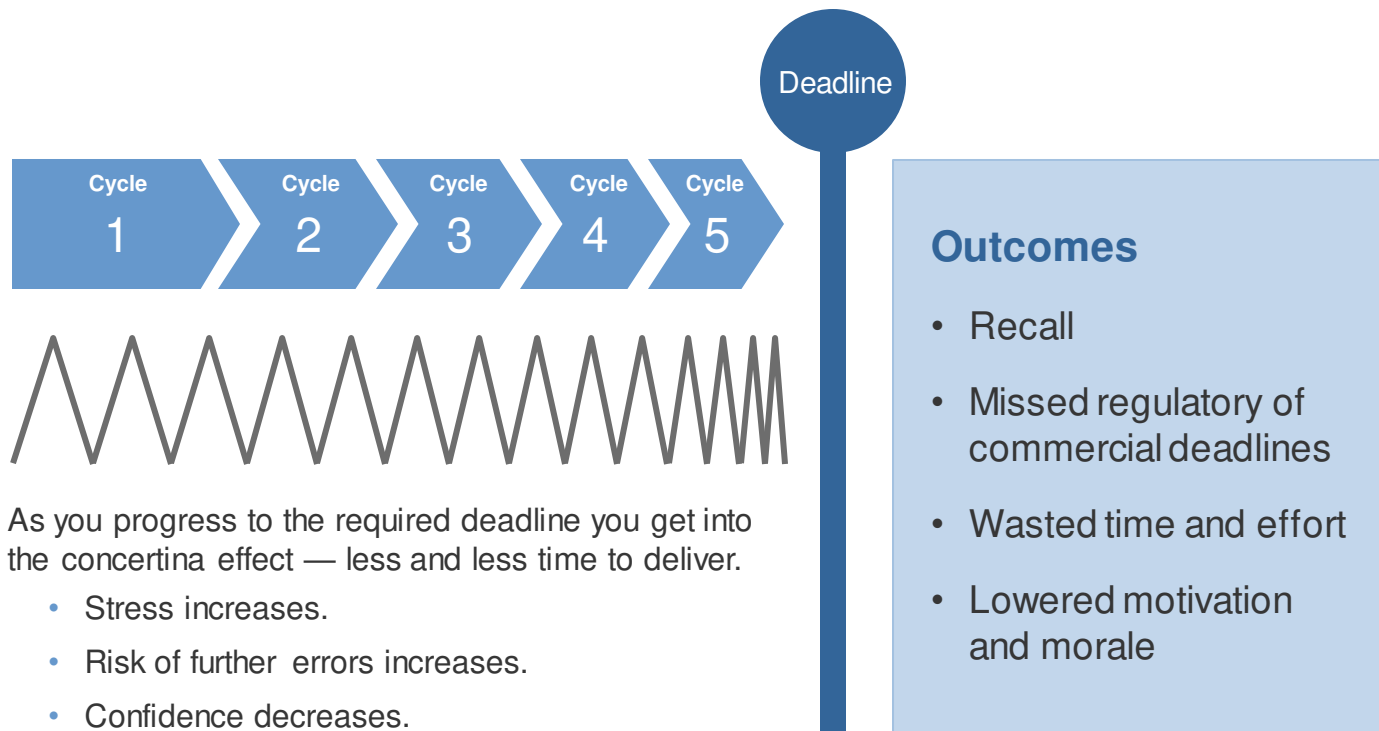 Deadline
Cycle
1
Cycle
2
Cycle
3
Cycle
4
Cycle
5
As you progress to the required deadline you get into
the concertina effect — less and less time to deliver.
• Stress increases.
• Risk of further errors increases.
• Confidence decreases.
Outcomes
• Recall
• Missed regulatory of
commercial deadlines
• Wasted time and effort
• Lowered motivation
and morale